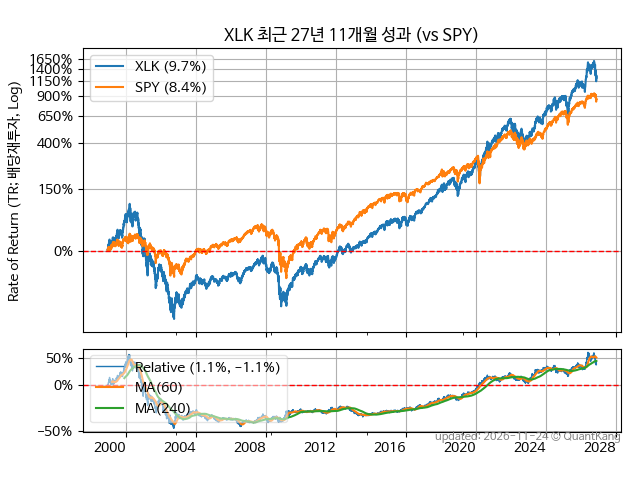 XLK 최근 27년 11개월 성과 (vs SPY)
Rate of Return (TR: 배당재투자, Log)
1650%
1400%
1150%
900%
650%
400%
150%
0%
XLK (9.7%)
SPY (8.4%)
50%
0%
−50%
Relative (1.1%, −1.1%)
MA(60)
MA(240)
2000 2004 2008 2012 2016 2020 2024 2028
updated: 2026−11−24 © QuantKang